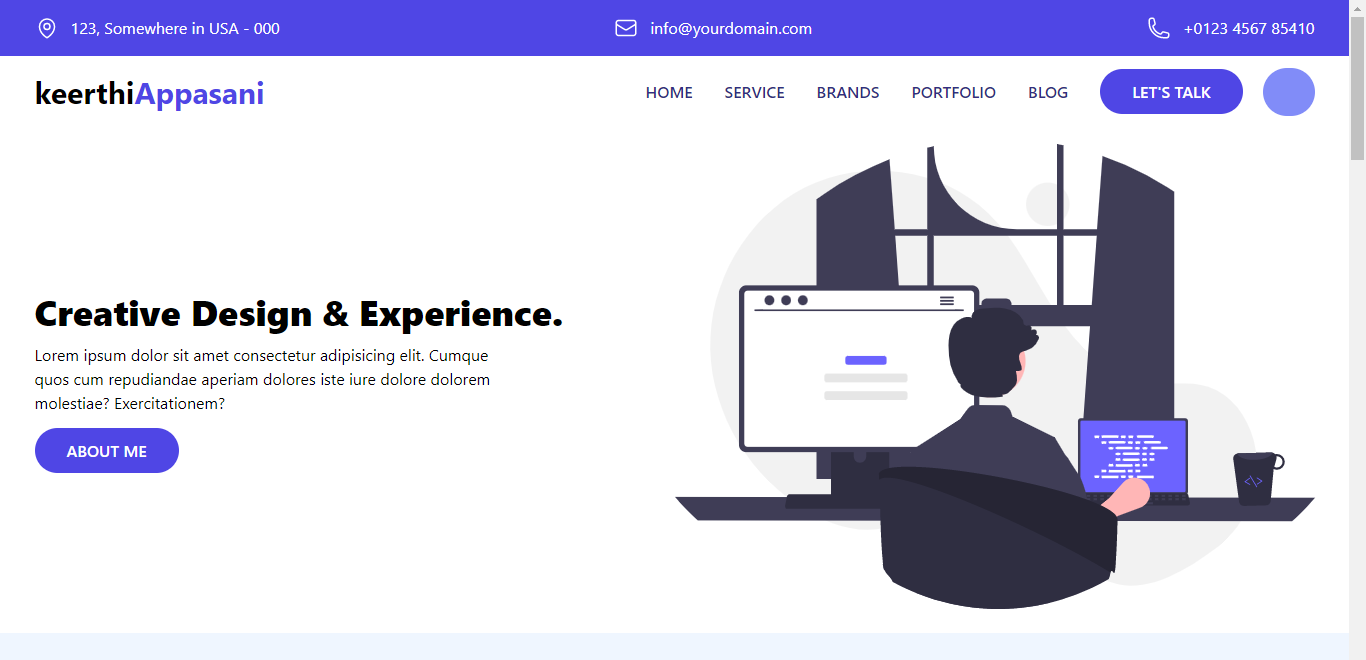 123, Somewhere in USA - 000
info@yourdomain.com
+0123 4567 85410
keerthiAppasani
HOME
SERVICE
BRANDS
PORTFOLIO
BLOG
LET'S TALK
Creative Design & Experience.
Lorem ipsum dolor sit amet consectetur adipisicing elit. Cumque
quos cum repudiandae aperiam dolores iste iure dolore dolorem
molestiae? Exercitationem?
ABOUT ME
<\>